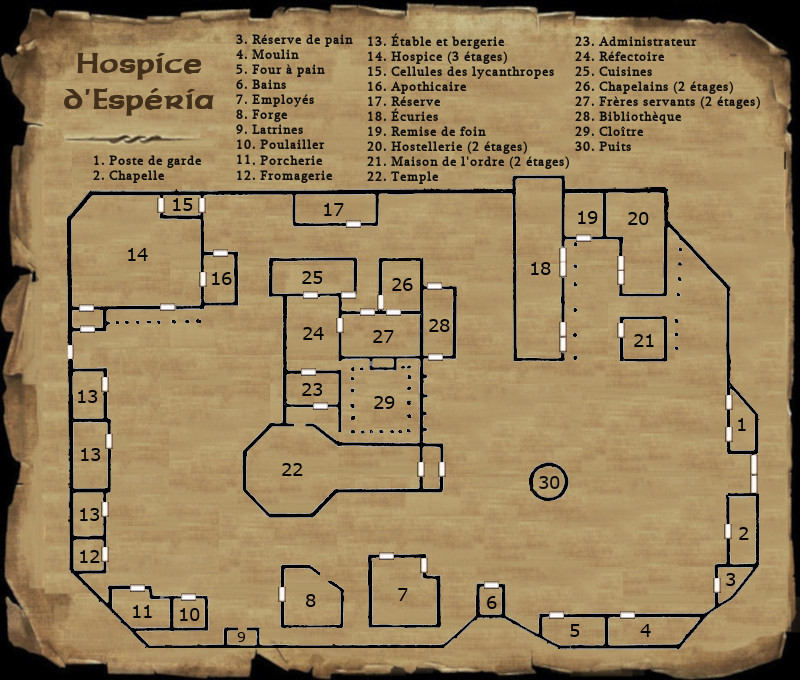 Hospice
d'Espéria
1. Poste de garde
2. Chapelle
3. Réserve de pain
4. Moulin
5. Four à pain
6. Bains
7. Employés
8. Forge
9. Latrines
10. Poulailler
11. Porcherie
12. Fromagerie
13. Étable et bergerie
14. Hospice (3 étages)
15. Cellules des lycanthropes
16. Apothicaire
17. Réserve
18. Écuries
19. Remise de foin
20. Hostellerie (2 étages)
21. Maison de l'ordre (2 étages)
22. Temple
23. Administrateur
24. Réfectoire
25. Cuisines
26. Chapelains (2 étages)
27. Frères servants (2 étages)
28. Bibliothèque
29. Cloître
30. Puits
15
17
19
20
14
18
16
25
26
28
24
27
21
13
23
29
1
13
22
30
13
2
12
3
11
10
8
7
6
9
5
4